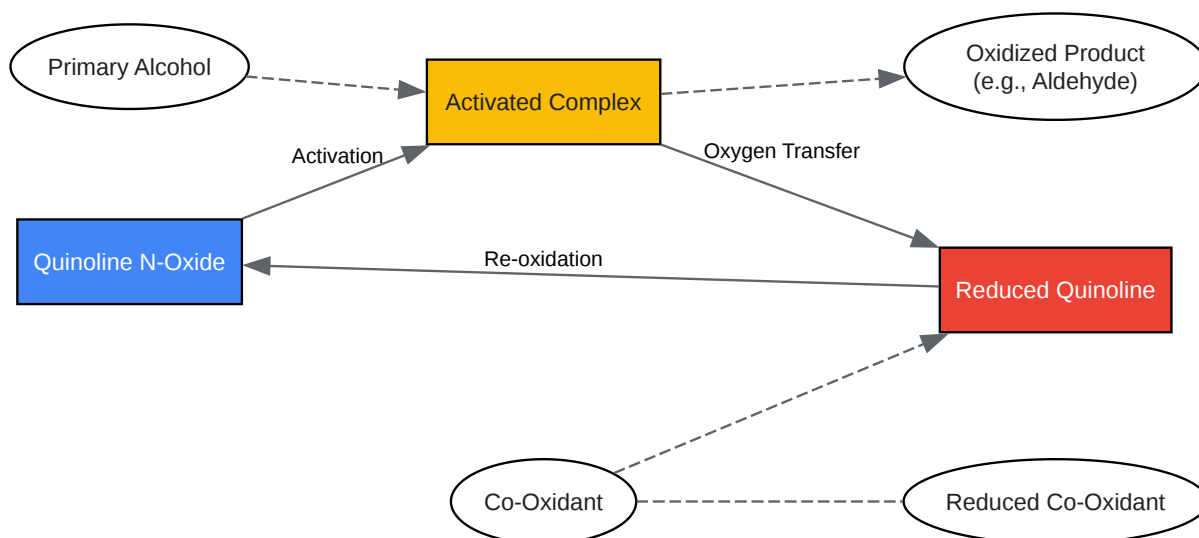 Primary Alcohol
Activated Complex
Oxidized Product
(e.g., Aldehyde)
Activation
Oxygen Transfer
Quinoline N-Oxide
Re-oxidation
Reduced Quinoline
Co-Oxidant
Reduced Co-Oxidant